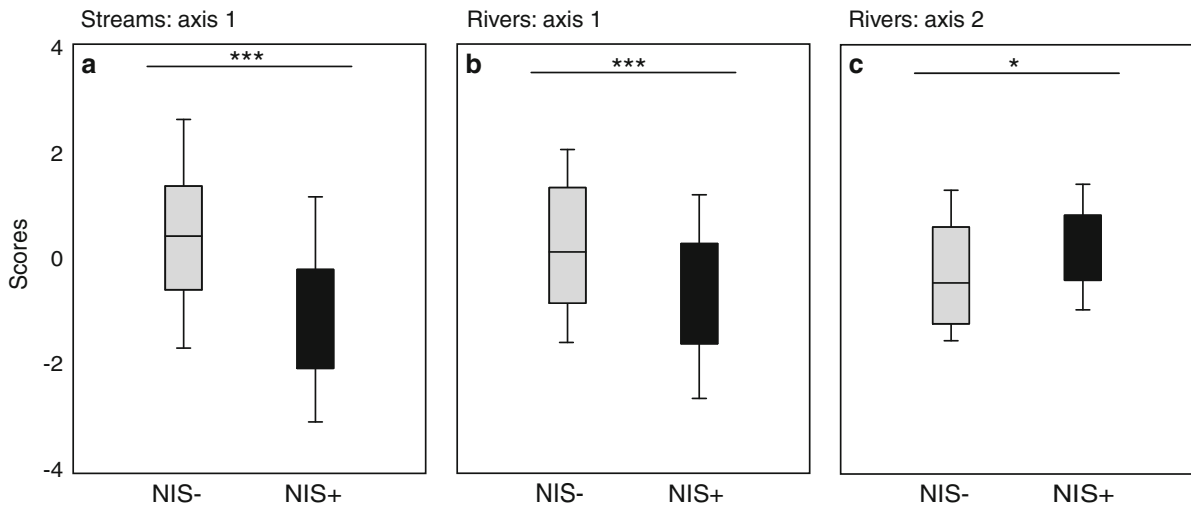 Streams: axis 1
Rivers: axis 1
Rivers: axis 2
a
***
b
***
c
*
4
2
0
-2
-4
Scores
NIS-
NIS+
NIS-
NIS+
NIS-
NIS+